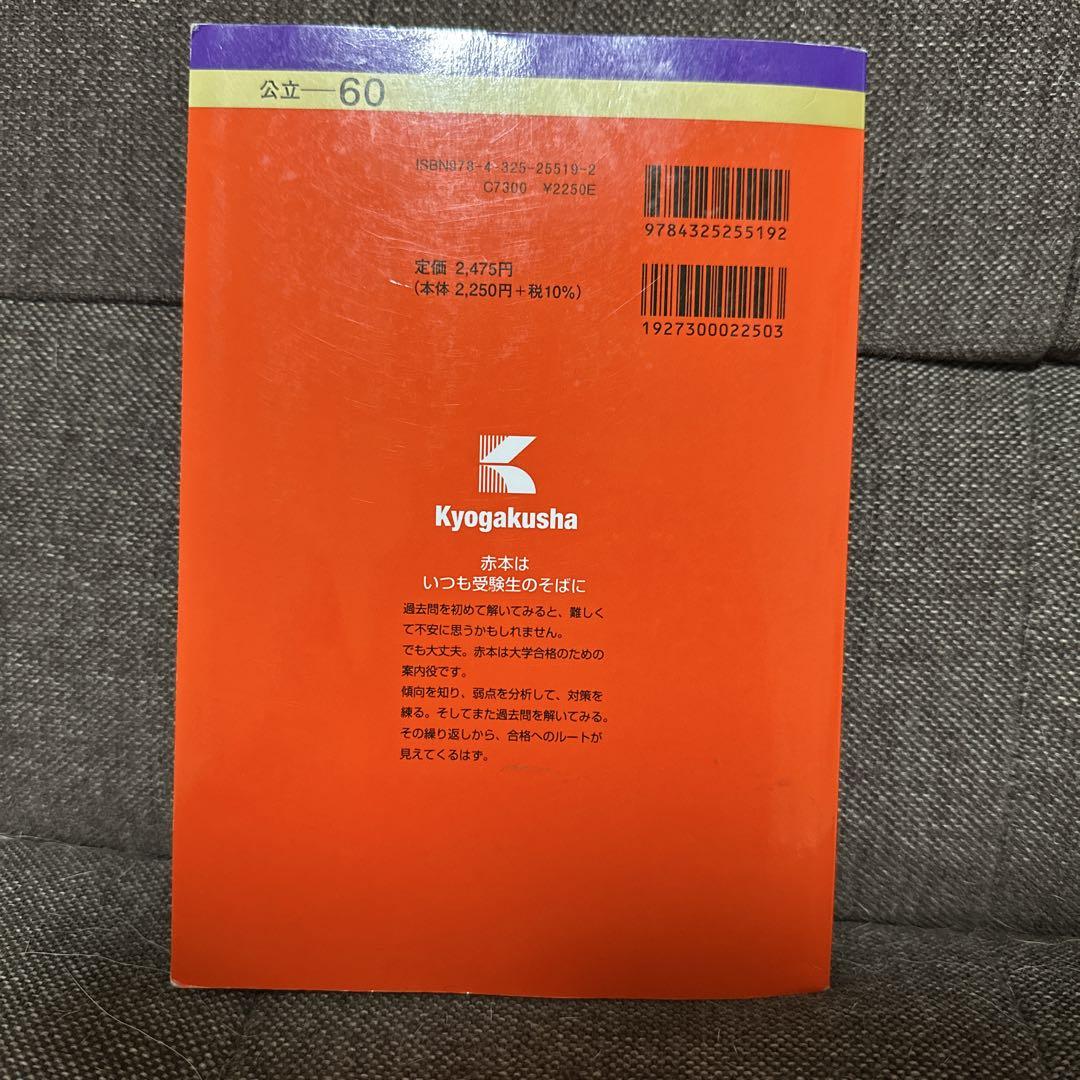 公立―60
ISBN978-4-325-25519-2
C7300 ¥2250E
9784325255192
定価 2,475円
(本体 2,250円+税10%)
1927300022503
Kyogakusha
赤本は
いつも受験生のそばに
過去問を初めて解いてみると、難しく
て不安に思うかもしれません。
でも大丈夫。赤本は大学合格のための
案内役です。
傾向を知り、弱点を分析して、対策を
練る。そしてまた過去問を解いてみる。
その繰り返しから、合格へのルートが
見えてくるはず。